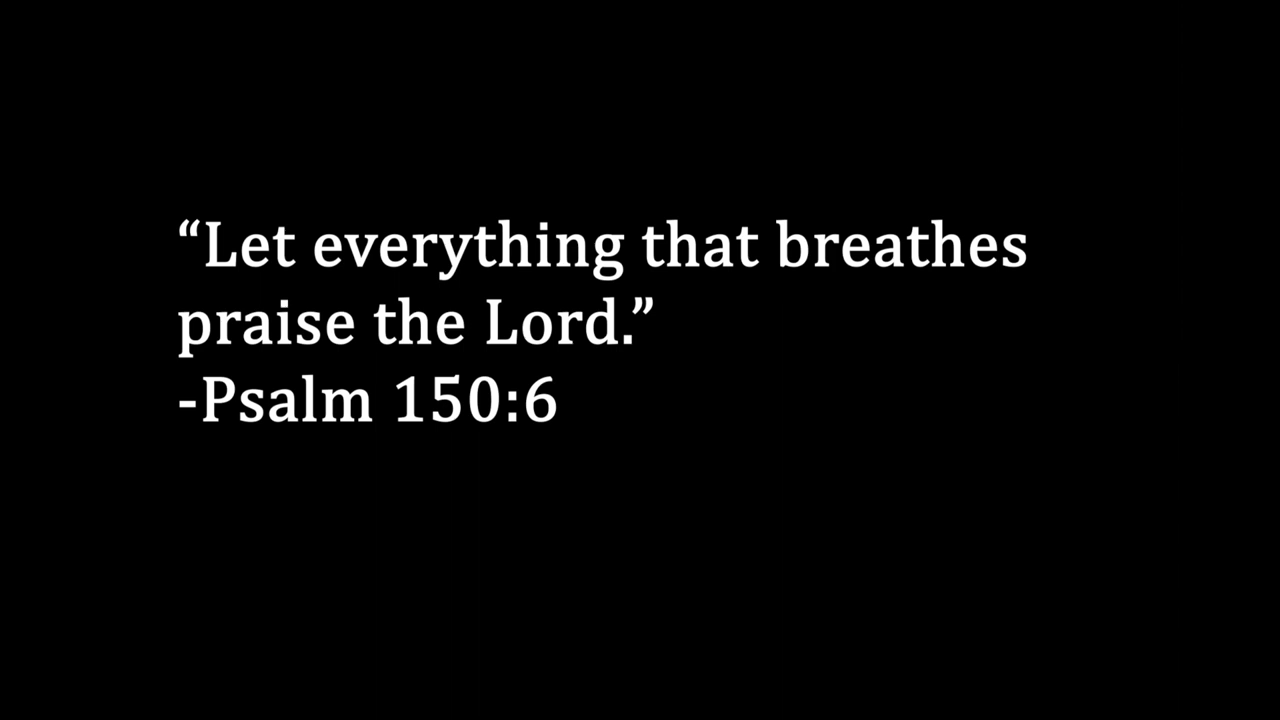 “Let everything that breathes
praise the Lord.”
-Psalm 150:6